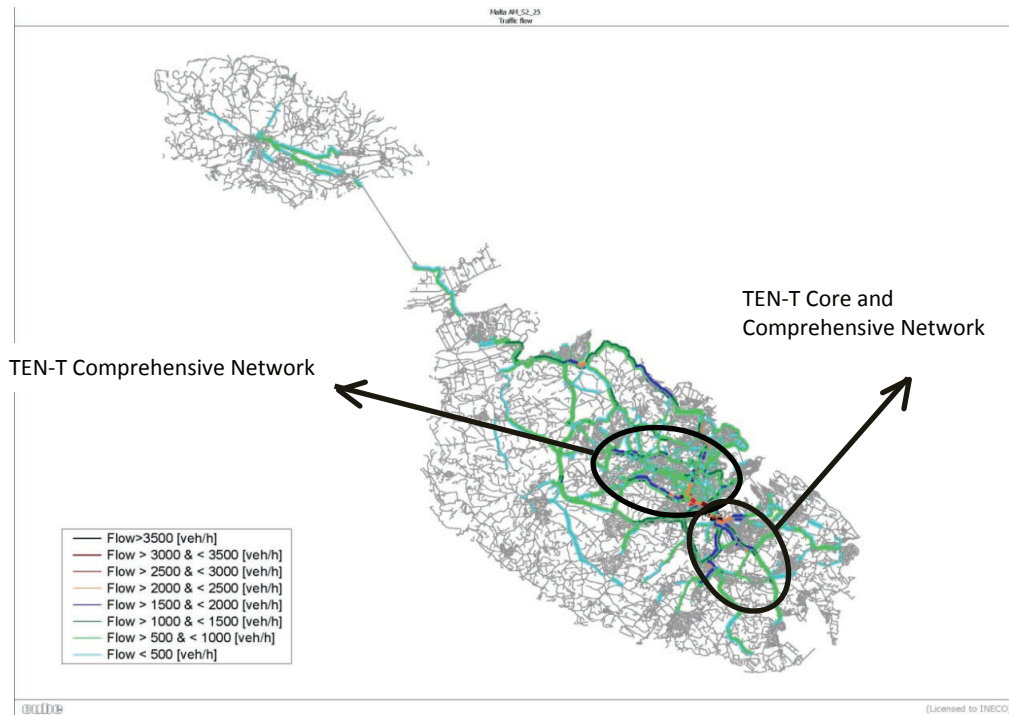 Malta AM_S2_25
Traffic flow
TEN-T Core and
Comprehensive Network
TEN-T Comprehensive Network
Flow>3500 [veh/h]
Flow > 3000 & < 3500 [veh/h]
Flow > 2500 & < 3000 [veh/h]
Flow > 2000 & < 2500 [veh/h]
Flow > 1500 & < 2000 [veh/h]
Flow > 1000 & < 1500 [veh/h]
Flow > 500 & < 1000 [veh/h]
Flow < 500 [veh/h]
cube
(Licensed to INECO)